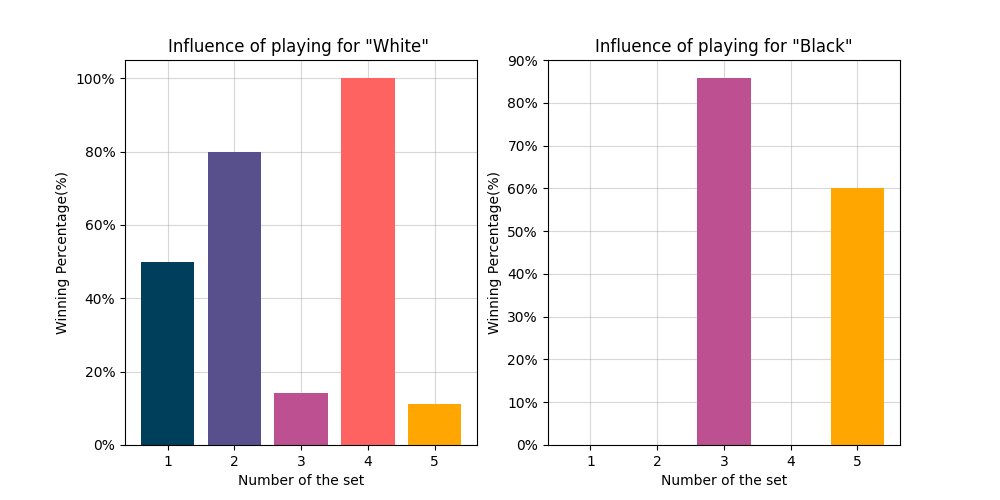 Influence of playing for "White"
Winning Percentage(%)
100%
80%
60%
40%
20%
0%
1 2 3 4 5
Number of the set
Influence of playing for "Black"
Winning Percentage(%)
90%
80%
70%
60%
50%
40%
30%
20%
10%
0%
1 2 3 4 5
Number of the set